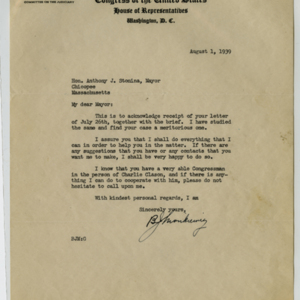 COMMITTEE ON THE JUDICIARY
Congress of the United States
House of Representatives
Washington, D. C.
August 1, 1939
Hon. Anthony J. Stonina, Mayor
Chicopee
Massachusetts
My dear Mayor:
This is to acknowledge receipt of your letter
of July 28th, together with the brief. I have studied
the same and find your case a meritorious one.
I assure you that I shall do everything that I
can in order to help you in the matter. If there are
any suggestions that you have or any contacts that you
want me to make, I shall be very happy to do so.
I know that you have a very able Congressman
in the person of Charlie Clason, and if there is any-
thing I can do to cooperate with him, please do not
hesitate to call upon me.
With kindest personal regards, I am
Sincerely yours,